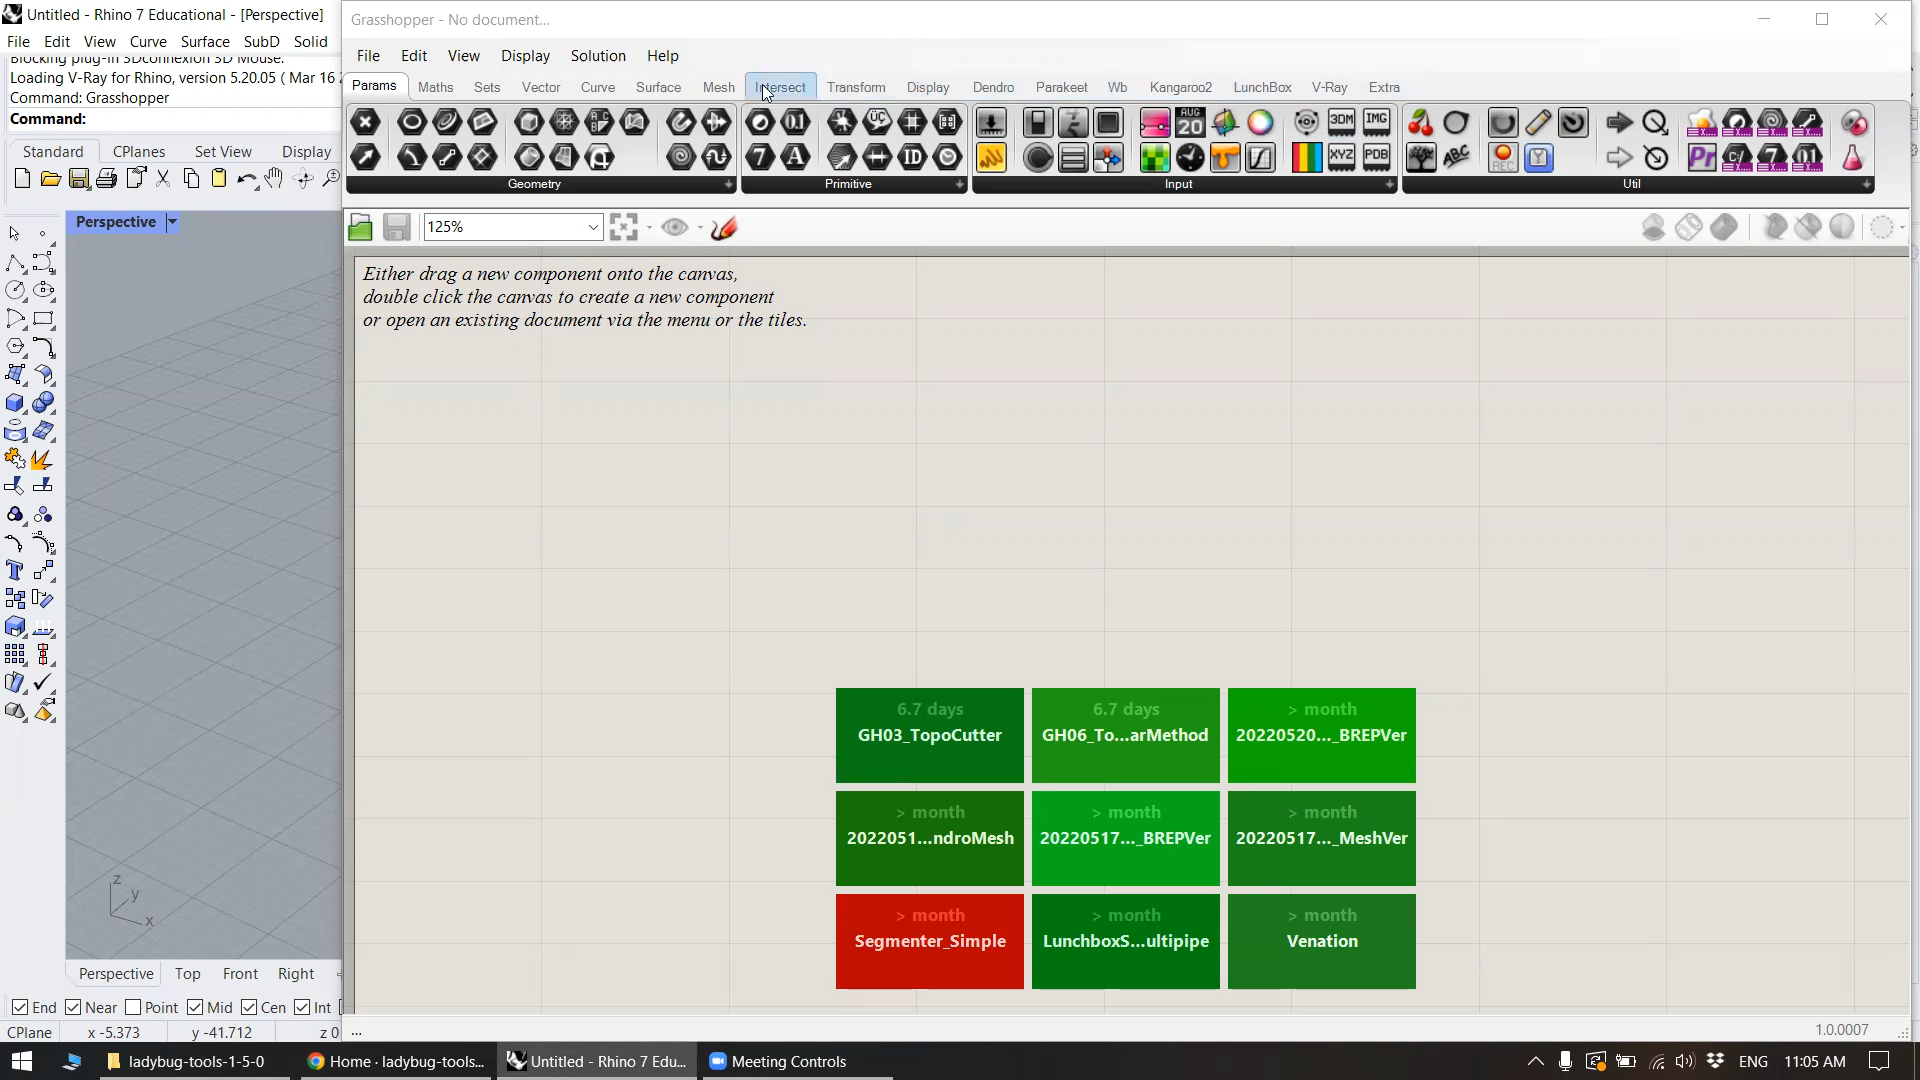 Untitled - Rhino 7 Educational - [Perspective]
File Edit View Curve Surface SubD Solid
Blocking plug-in 3Dconnexion 3D Mouse.
Loading V-Ray for Rhino, version 5.20.05 ( Mar 16
Command: Grasshopper
Command:
Standard CPlanes Set View Display
Perspective
Grasshopper - No document...
File Edit View Display Solution Help
Params Maths Sets Vector Curve Surface Mesh Intersect Transform Display Dendro Parakeet Wb Kangaroo2 LunchBox V-Ray Extra
Geometry Primitive Input Util
125%
Either drag a new component onto the canvas,
double click the canvas to create a new component
or open an existing document via the menu or the tiles.
6.7 days
GH03_TopoCutter
6.7 days
GH06_To...arMethod
> month
20220520..._BREPVer
> month
2022051...ndroMesh
> month
20220517..._BREPVer
> month
20220517..._MeshVer
> month
Segmenter_Simple
> month
LunchboxS...ultipipe
> month
Venation
z
y
x
Perspective Top Front Right
End Near Point Mid Cen Int
CPlane x -5.373 y -41.712 z 0
...
1.0.0007
ladybug-tools-1-5-0
Home · ladybug-tools...
Untitled - Rhino 7 Edu...
Meeting Controls
ENG 11:05 AM